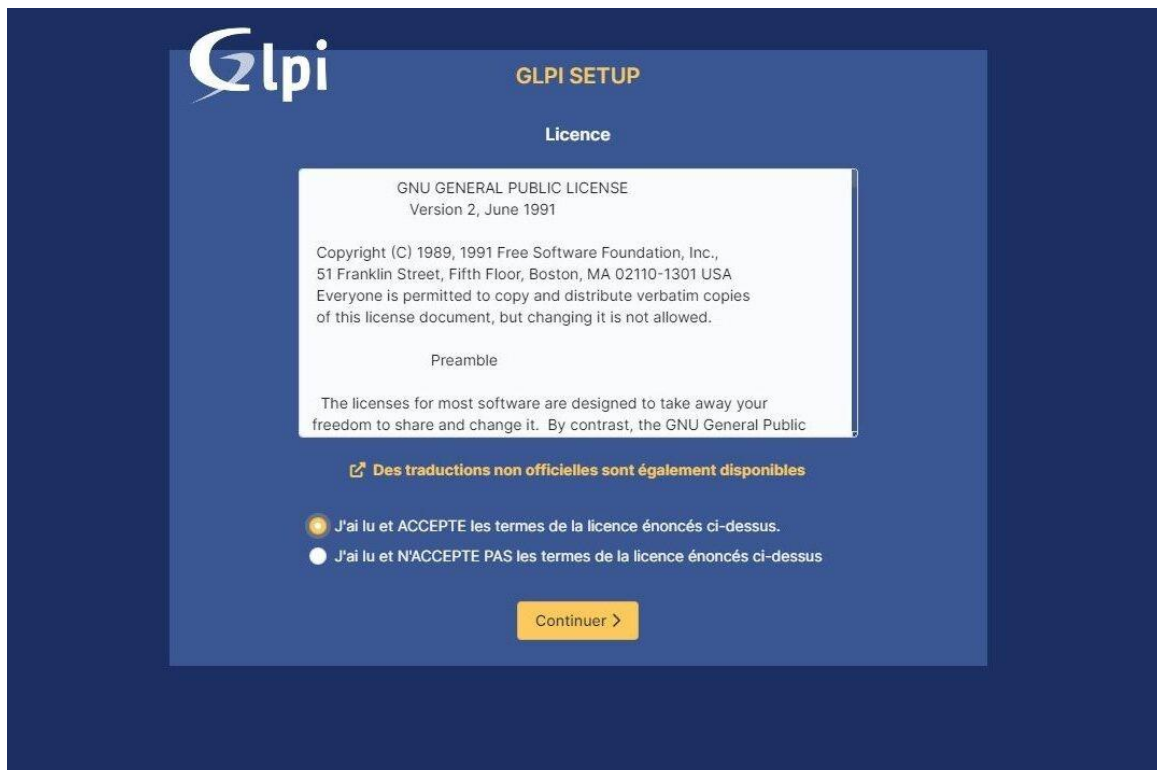 Glpi
GLPI SETUP
Licence
GNU GENERAL PUBLIC LICENSE
Version 2, June 1991
Copyright (C) 1989, 1991 Free Software Foundation, Inc.,
51 Franklin Street, Fifth Floor, Boston, MA 02110-1301 USA
Everyone is permitted to copy and distribute verbatim copies
of this license document, but changing it is not allowed.
Preamble
The licenses for most software are designed to take away your
freedom to share and change it. By contrast, the GNU General Public
Des traductions non officielles sont également disponibles
J'ai lu et ACCEPTE les termes de la licence énoncés ci-dessus.
J'ai lu et N'ACCEPTE PAS les termes de la licence énoncés ci-dessus
Continuer >